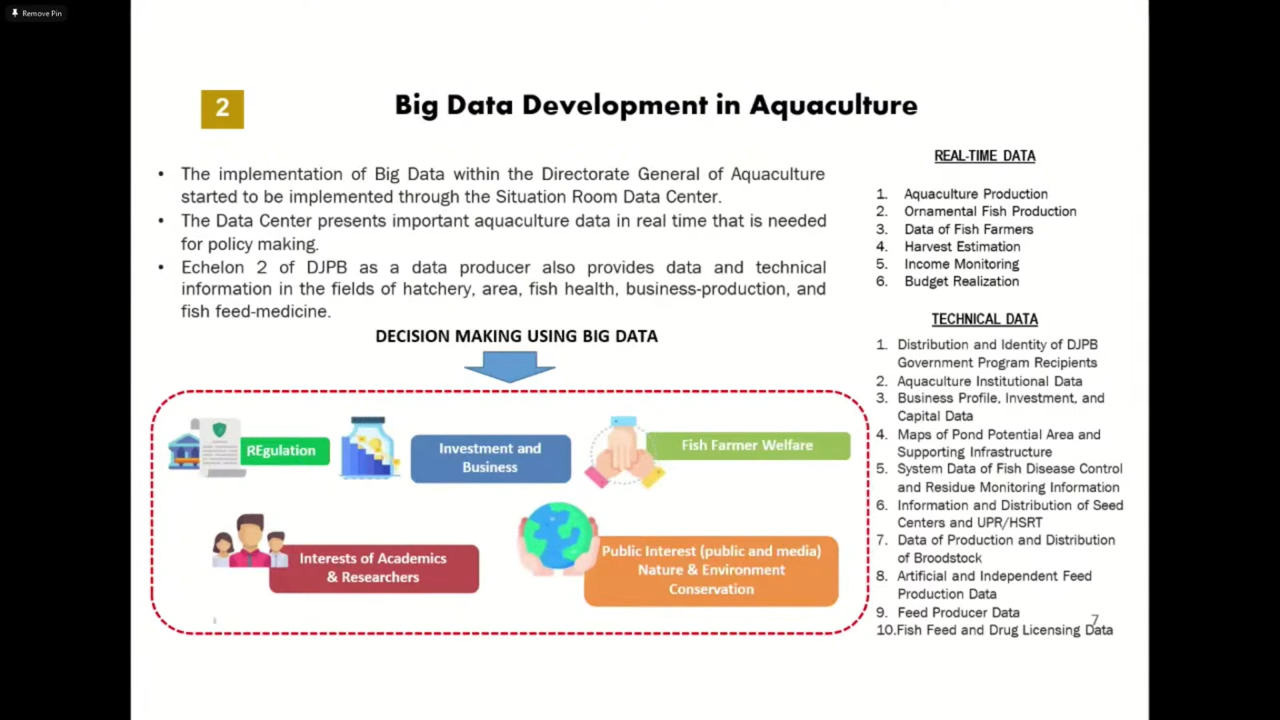 Remove Pin
2
Big Data Development in Aquaculture
• The implementation of Big Data within the Directorate General of Aquaculture
started to be implemented through the Situation Room Data Center.
• The Data Center presents important aquaculture data in real time that is needed
for policy making.
• Echelon 2 of DJPB as a data producer also provides data and technical
information in the fields of hatchery, area, fish health, business-production, and
fish feed-medicine.
DECISION MAKING USING BIG DATA
REgulation
Investment and
Business
Fish Farmer Welfare
Interests of Academics
& Researchers
Public Interest (public and media)
Nature & Environment
Conservation
REAL-TIME DATA
1. Aquaculture Production
2. Ornamental Fish Production
3. Data of Fish Farmers
4. Harvest Estimation
5. Income Monitoring
6. Budget Realization
TECHNICAL DATA
1. Distribution and Identity of DJPB
Government Program Recipients
2. Aquaculture Institutional Data
3. Business Profile, Investment, and
Capital Data
4. Maps of Pond Potential Area and
Supporting Infrastructure
5. System Data of Fish Disease Control
and Residue Monitoring Information
6. Information and Distribution of Seed
Centers and UPR/HSRT
7. Data of Production and Distribution
of Broodstock
8. Artificial and Independent Feed
Production Data
9. Feed Producer Data
10.Fish Feed and Drug Licensing Data
7